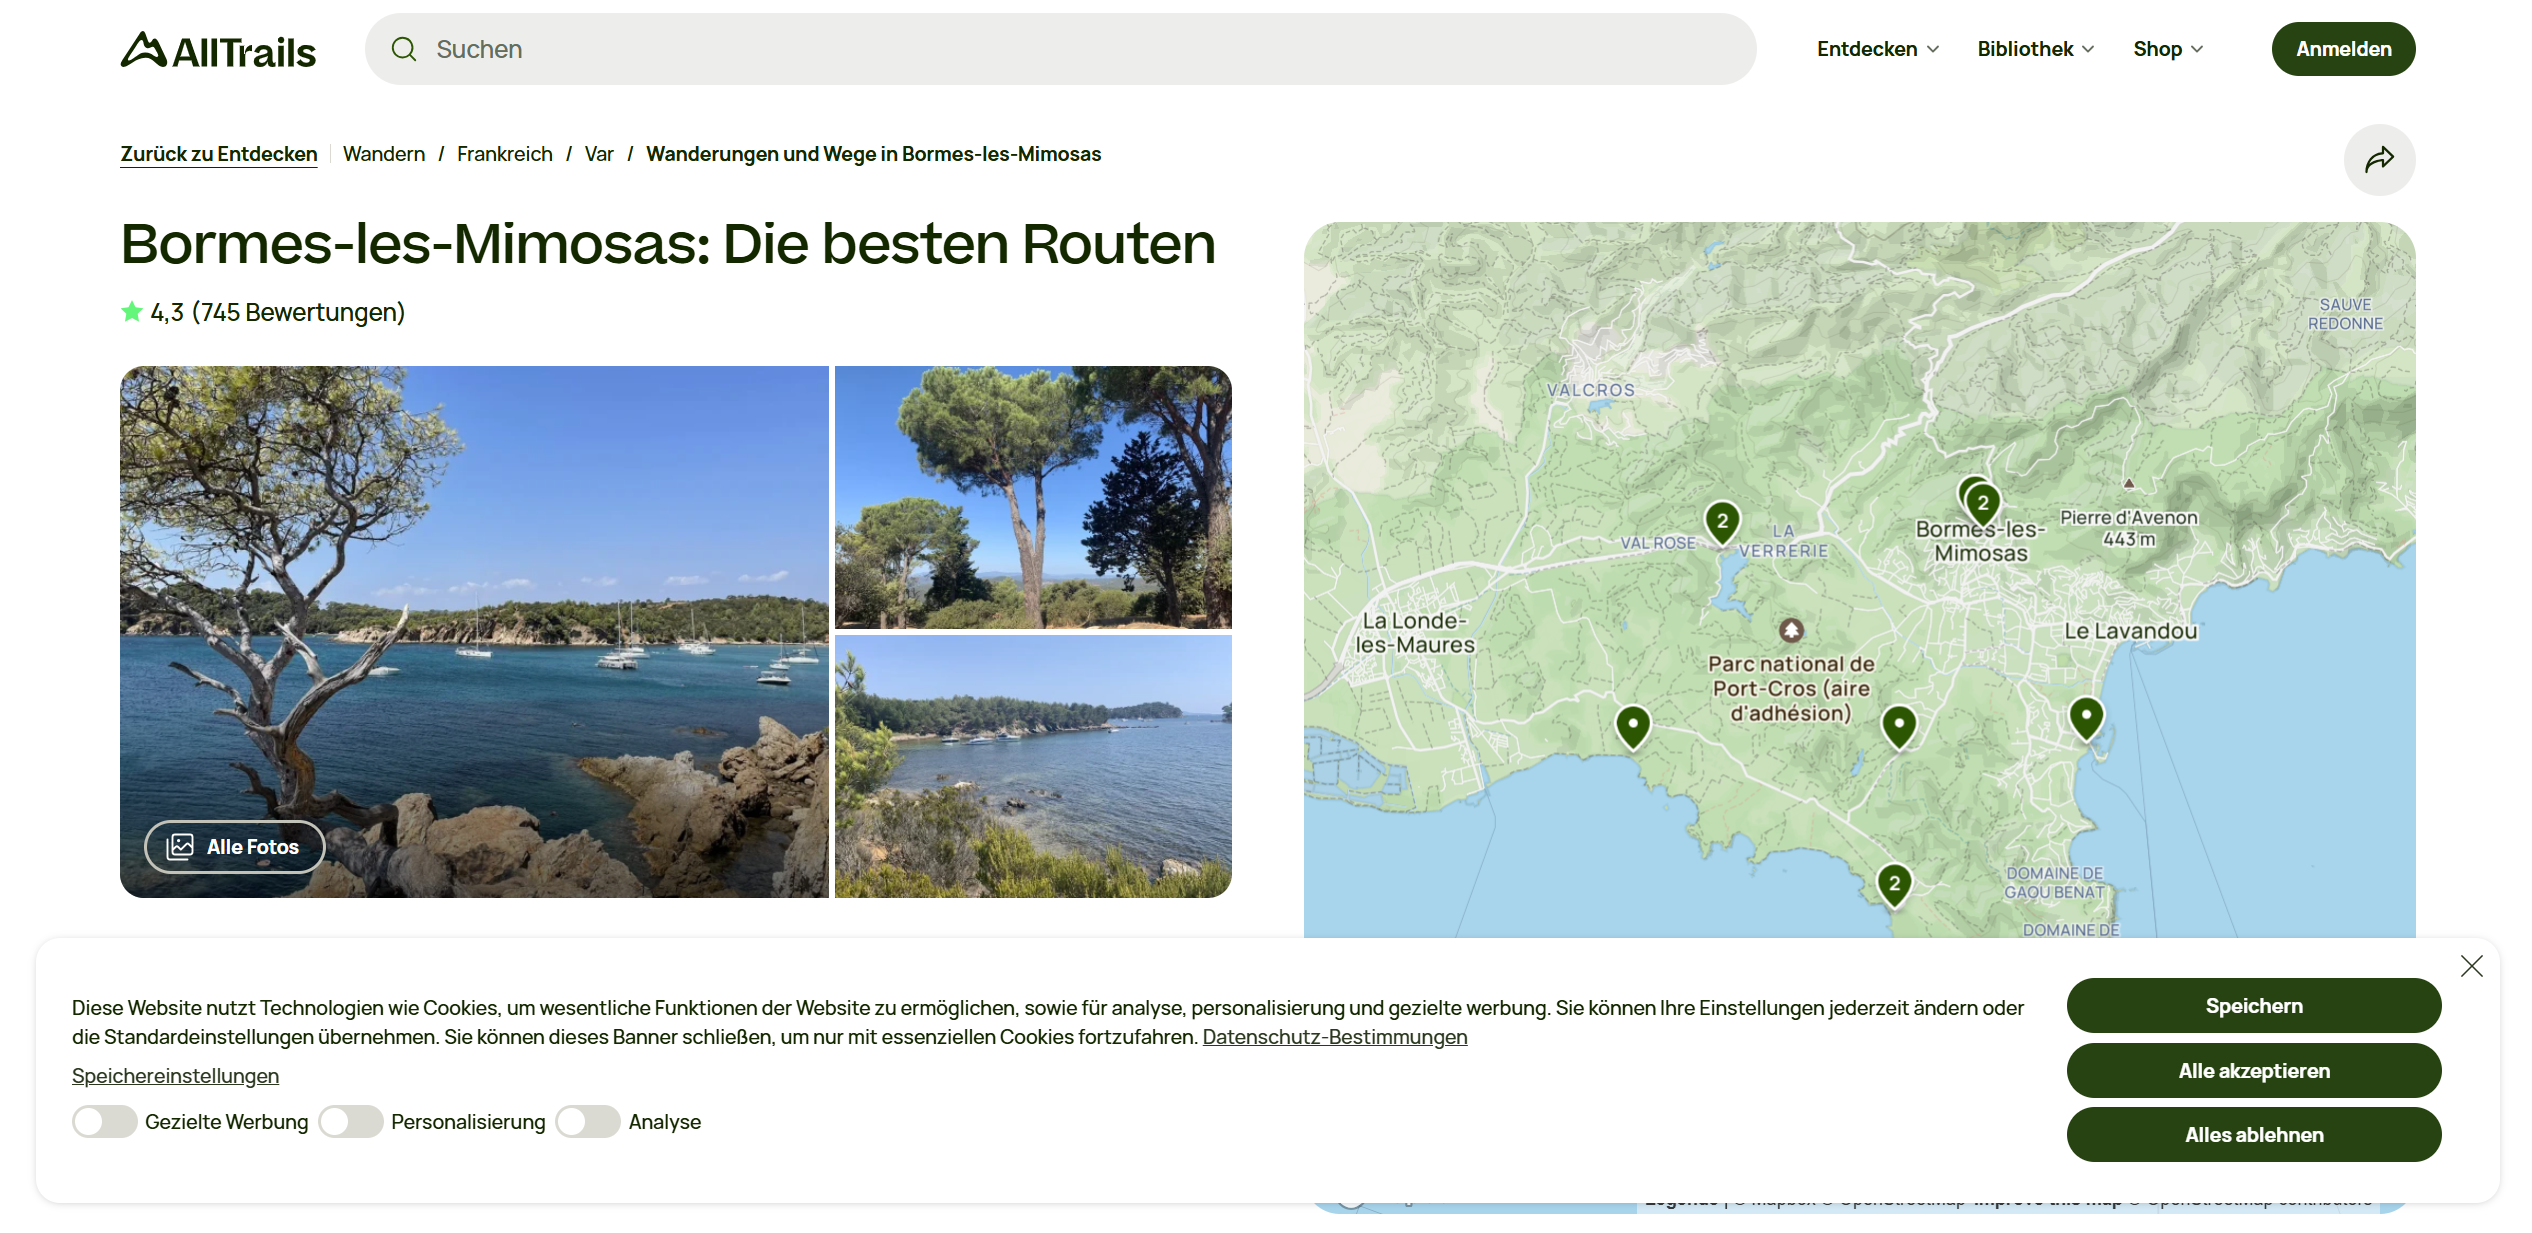 AllTrails
Suchen
Entdecken
Bibliothek
Shop
Anmelden
Zurück zu Entdecken Wandern / Frankreich / Var / Wanderungen und Wege in Bormes-les-Mimosas
Bormes-les-Mimosas: Die besten Routen
4,3 (745 Bewertungen)
Alle Fotos
SAUVE
REDONNE
VALCROS
2
2
VAL ROSE
LA
VERRERIE
Bormes-les-
Mimosas
Pierre d'Avenon
443 m
La Londe-
les-Maures
Le Lavandou
Parc national de
Port-Cros (aire
d'adhésion)
2
DOMAINE DE
GAOU BENAT
DOMAINE DE
Diese Website nutzt Technologien wie Cookies, um wesentliche Funktionen der Website zu ermöglichen, sowie für analyse, personalisierung und gezielte werbung. Sie können Ihre Einstellungen jederzeit ändern oder
die Standardeinstellungen übernehmen. Sie können dieses Banner schließen, um nur mit essenziellen Cookies fortzufahren. Datenschutz-Bestimmungen
Speichereinstellungen
Gezielte Werbung Personalisierung Analyse
Speichern
Alle akzeptieren
Alles ablehnen